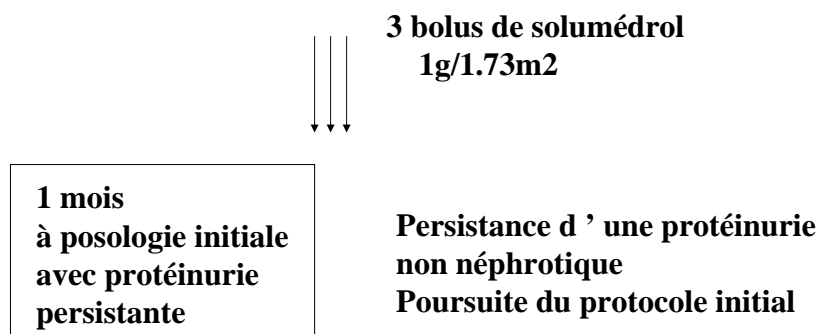 3 bolus de solumédrol
1g/1.73m2
1 mois
à posologie initiale
avec protéinurie
persistante
Persistance d ’ une protéinurie
non néphrotique
Poursuite du protocole initial